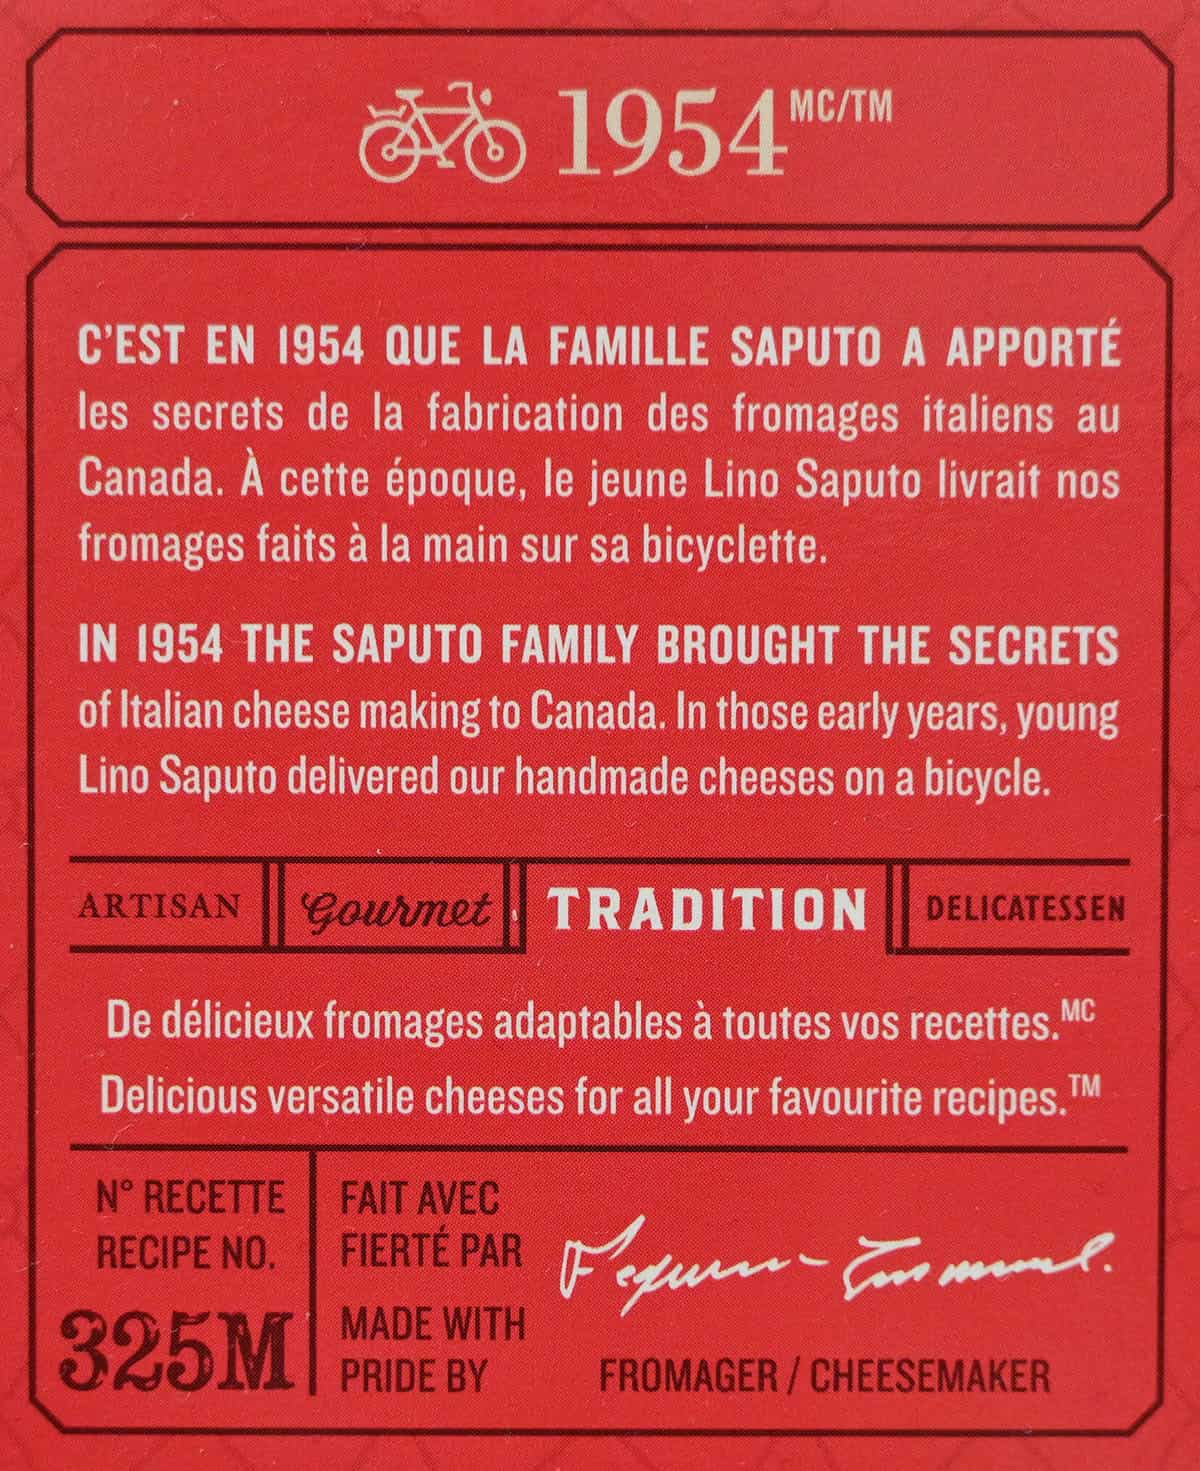 1954 MC/TM
C'EST EN 1954 QUE LA FAMILLE SAPUTO A APPORTÉ
les secrets de la fabrication des fromages italiens au
Canada. À cette époque, le jeune Lino Saputo livrait nos
fromages faits à la main sur sa bicyclette.
IN 1954 THE SAPUTO FAMILY BROUGHT THE SECRETS
of Italian cheese making to Canada. In those early years, young
Lino Saputo delivered our handmade cheeses on a bicycle.
ARTISAN Gourmet TRADITION DELICATESSEN
De délicieux fromages adaptables à toutes vos recettes.MC
Delicious versatile cheeses for all your favourite recipes.TM
N° RECETTE
RECIPE NO.
325M
FAIT AVEC
FIERTÉ PAR
MADE WITH
PRIDE BY
FROMAGER / CHEESEMAKER